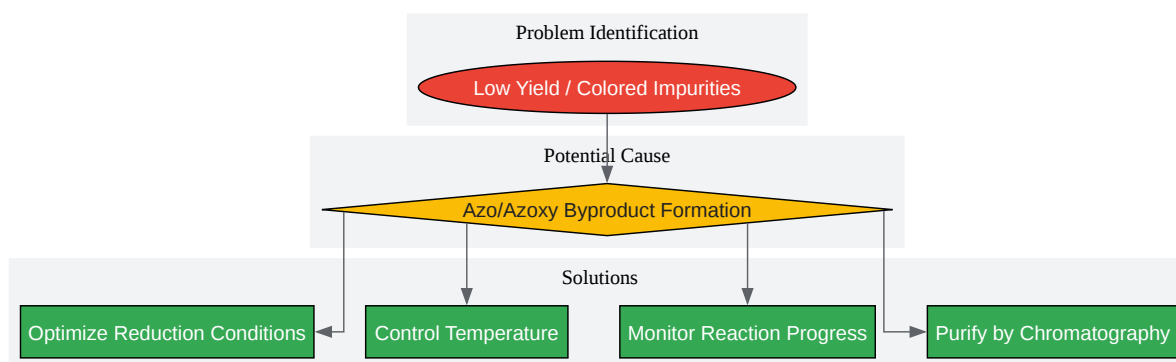 Problem Identification
Low Yield / Colored Impurities
Potential Cause
Azo/Azoxy Byproduct Formation
Solutions
Optimize Reduction Conditions
Control Temperature
Monitor Reaction Progress
Purify by Chromatography